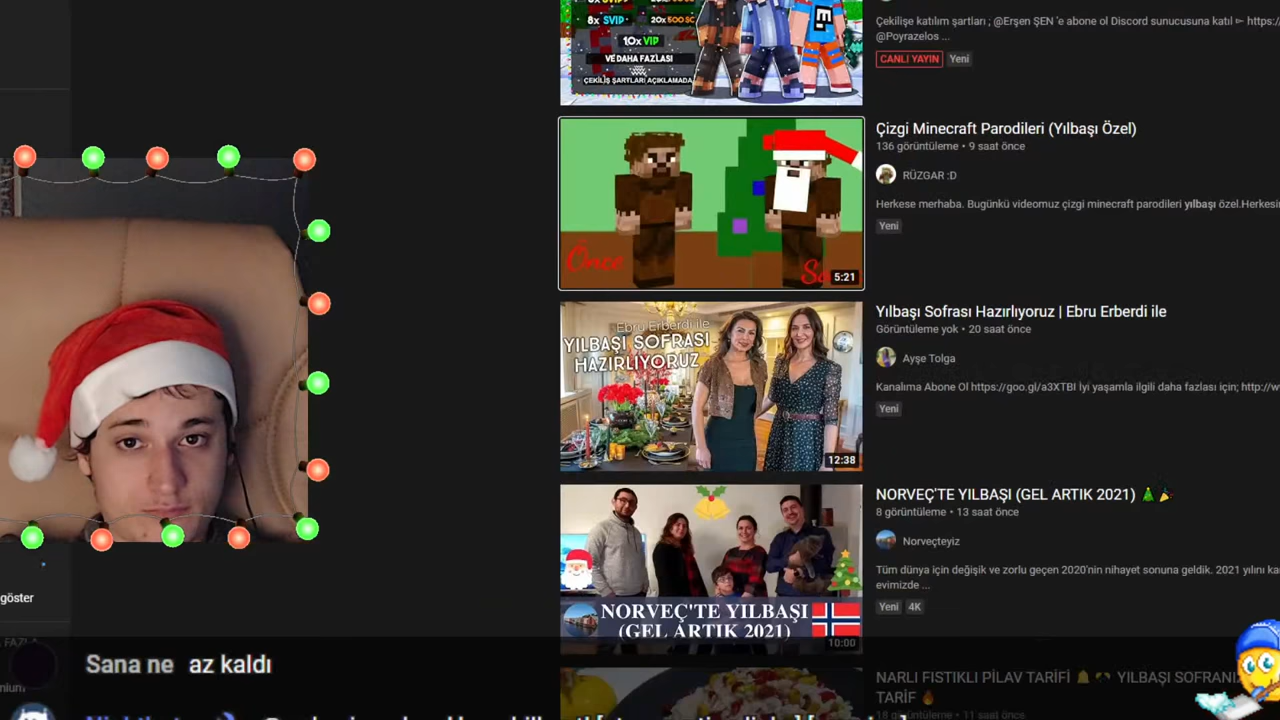 8x SVIP
20x 500 SC
10x VIP
VE DAHA FAZLASI
ÇEKİLİŞ ŞARTLARI AÇIKLAMADA
Çekilişe katılım şartları ; @Erşen ŞEN 'e abone ol Discord sunucusuna katıl ➳ https:/
@Poyrazelos ...
CANLI YAYIN Yeni
Önce
5:21
Çizgi Minecraft Parodileri (Yılbaşı Özel)
136 görüntüleme • 9 saat önce
RÜZGAR :D
Herkese merhaba. Bugünkü videomuz çizgi minecraft parodileri yılbaşı özel.
Yeni
Ebru Erberdi ile
YILBAŞI SOFRASI
HAZIRLIYORUZ
12:38
Yılbaşı Sofrası Hazırlıyoruz | Ebru Erberdi ile
Görüntüleme yok • 20 saat önce
Ayşe Tolga
Kanalıma Abone Ol https://goo.gl/a3XTBI İyi yaşamla ilgili daha fazlası için; http://w
Yeni
NORVEÇ'TE YILBAŞI
(GEL ARTIK 2021)
10:00
NORVEÇ'TE YILBAŞI (GEL ARTIK 2021) 🎄🎉
8 görüntüleme • 13 saat önce
Norveçteyiz
Tüm dünya için değişik ve zorlu geçen 2020'nin nihayet sonuna geldik. 2021 yılını
evimizde ...
Yeni 4K
göster
Sana ne az kaldı
NARLI FISTIKLI PİLAV TARİFİ 🔔
TARİF 🔥
18 görüntüleme • 11 saat önce